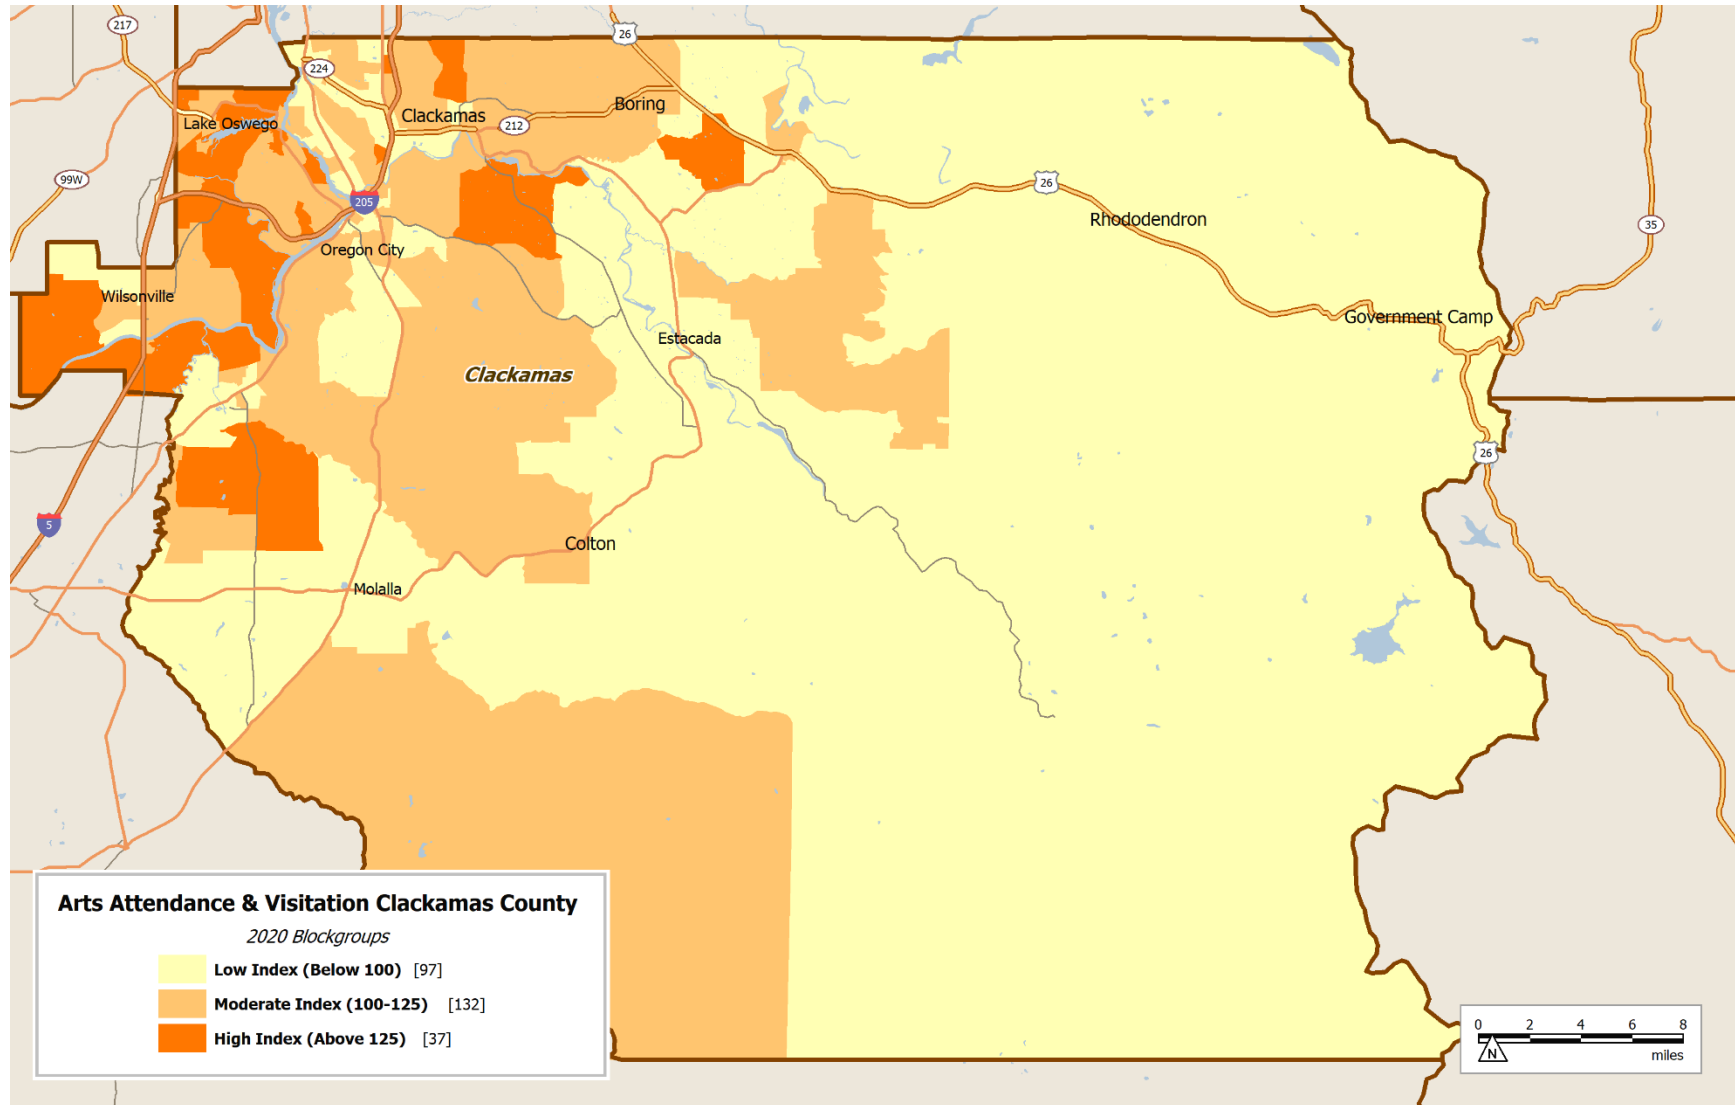 217
26
224
Clackamas
Boring
Lake Oswego
212
99W
26
205
Rhododendron
35
Oregon City
Wilsonville
Government Camp
Estacada
Clackamas
26
5
Colton
Molalla
Arts Attendance & Visitation Clackamas County
2020 Blockgroups
Low Index (Below 100) [97]
Moderate Index (100-125) [132]
High Index (Above 125) [37]
0 2 4 6 8
N
miles